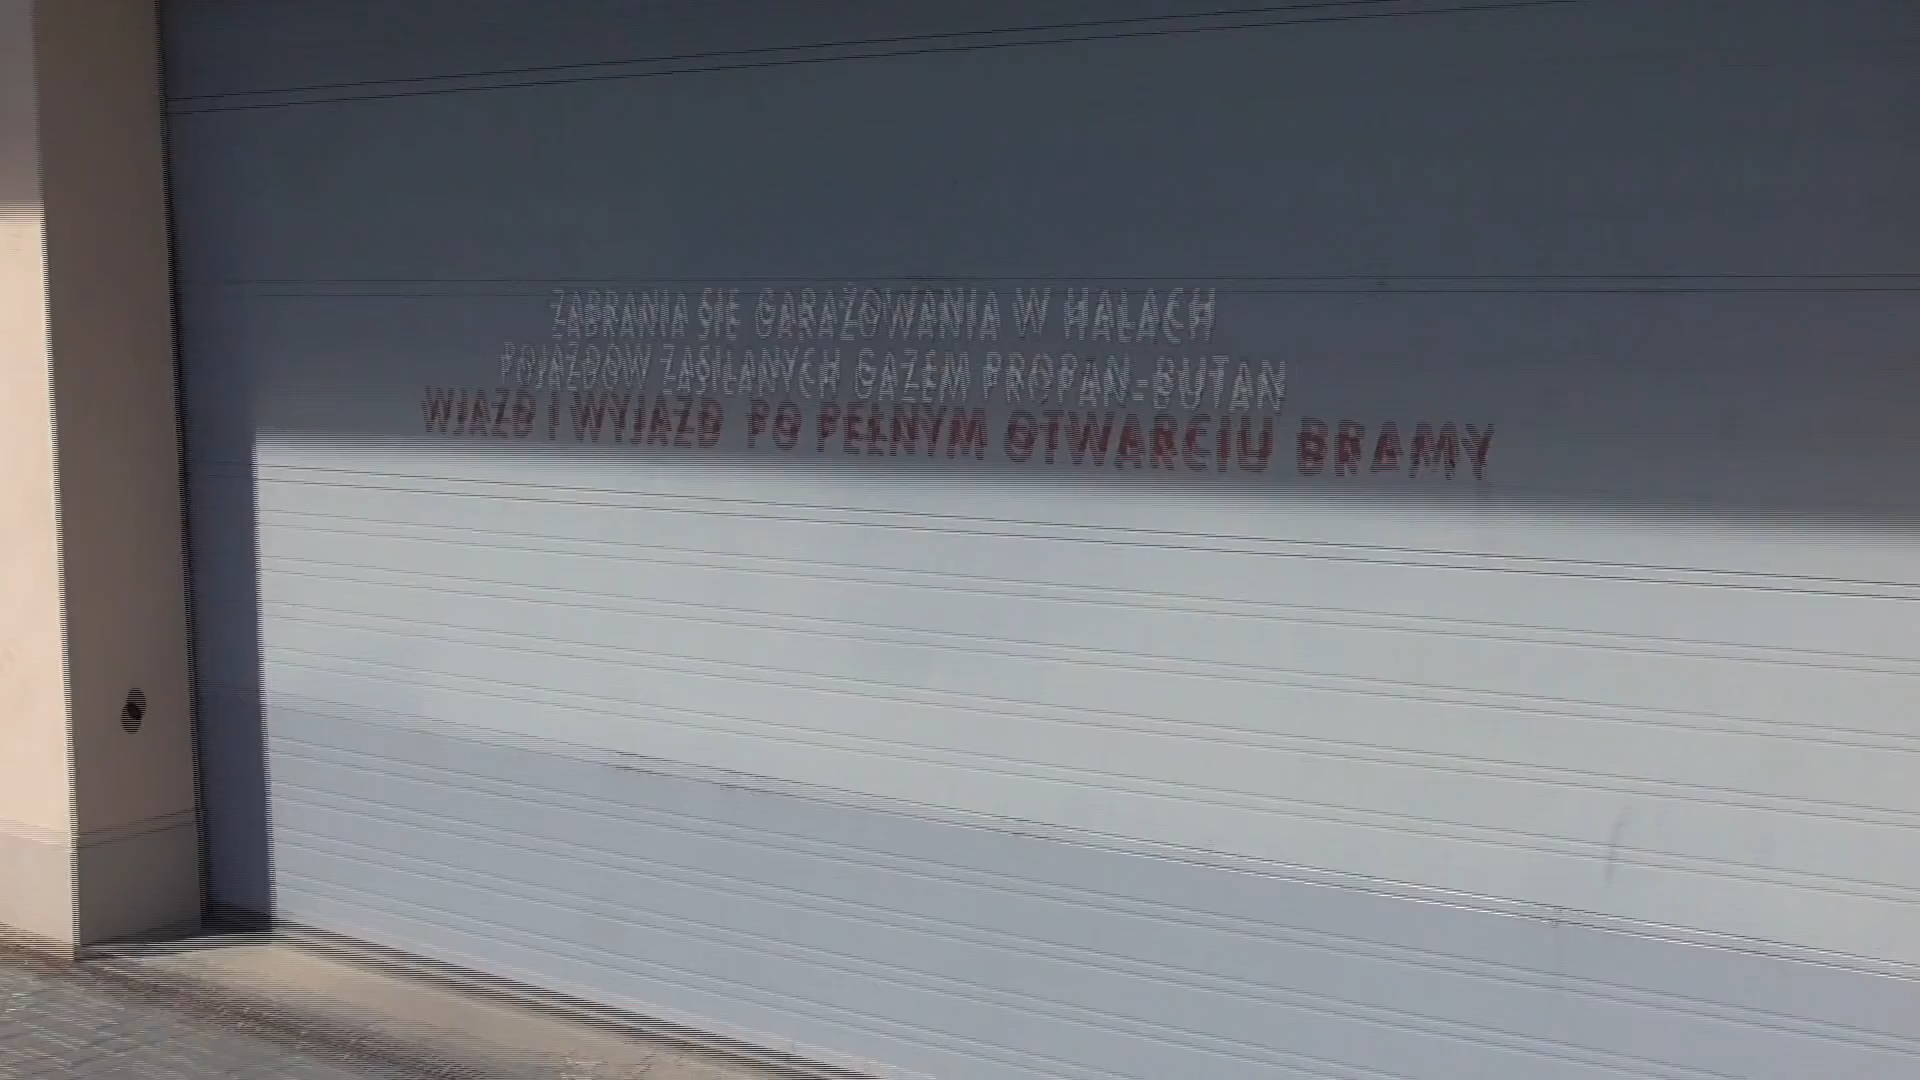 ZABRANIA SIĘ GARAŻOWANIA W HALACH
POJAZDÓW ZASILANYCH GAZEM PROPAN-BUTAN
WJAZD I WYJAZD PO PEŁNYM OTWARCIU BRAMY